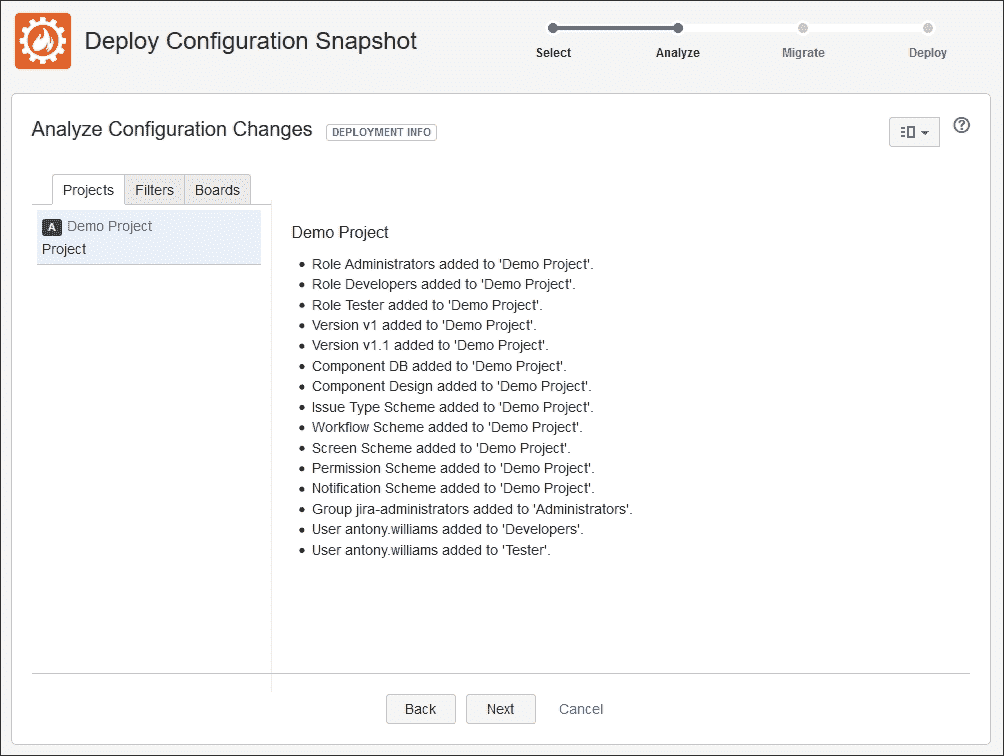 Deploy Configuration Snapshot
Select
Analyze
Migrate
Deploy
Analyze Configuration Changes
DEPLOYMENT INFO
Projects
Filters
Boards
A Demo Project
Project
Demo Project
Role Administrators added to 'Demo Project'.
Role Developers added to 'Demo Project'.
Role Tester added to 'Demo Project'.
Version v1 added to 'Demo Project'.
Version v1.1 added to 'Demo Project'.
Component DB added to 'Demo Project'.
Component Design added to 'Demo Project'.
Issue Type Scheme added to 'Demo Project'.
Workflow Scheme added to 'Demo Project'.
Screen Scheme added to 'Demo Project'.
Permission Scheme added to 'Demo Project'.
Notification Scheme added to 'Demo Project'.
Group jira-administrators added to 'Administrators'.
User antony.williams added to 'Developers'.
User antony.williams added to 'Tester'.
Back
Next
Cancel